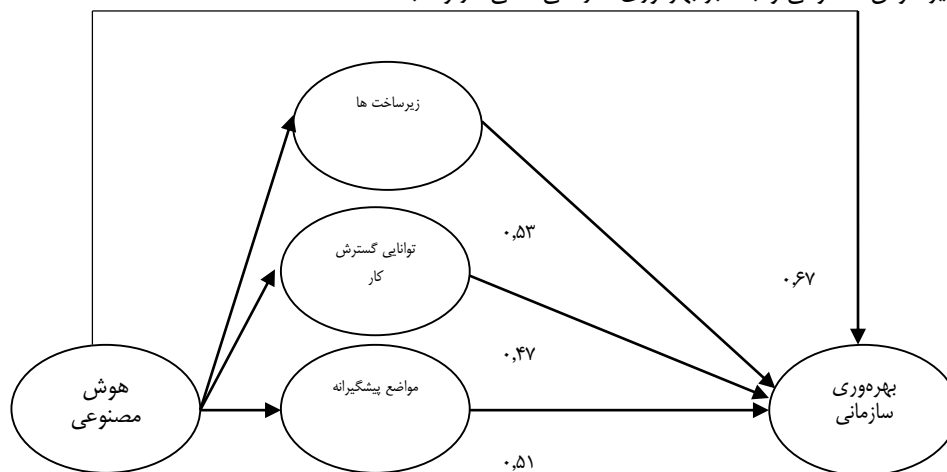 زیرساخت ها
۰,۵۳
توانایی گسترش
کار
۰,۶۷
۰,۴۷
هوش
مصنوعی
مواضع پیشگیرانه
بهره‌وری
سازمانی
۰,۵۱